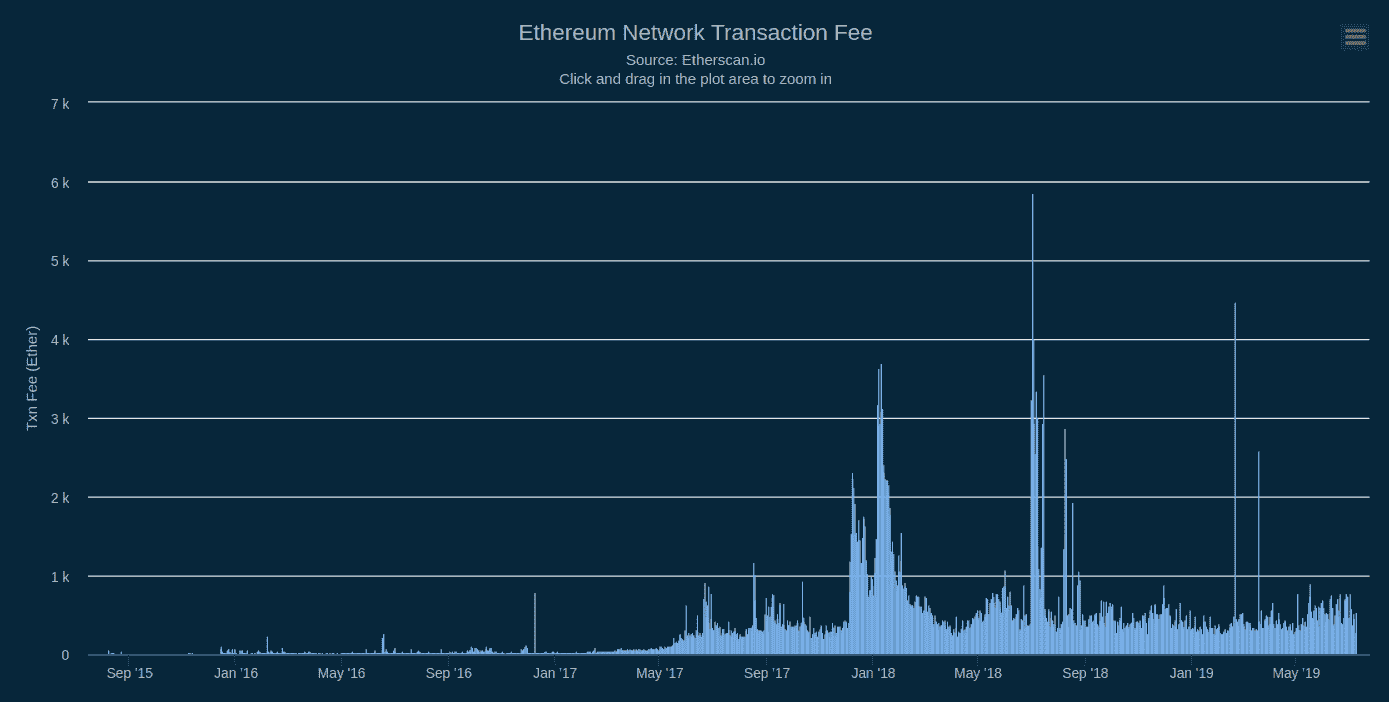 Ethereum Network Transaction Fee
Source: Etherscan.io
Click and drag in the plot area to zoom in
7 k
6 k
5 k
4 k
3 k
2 k
1 k
0
Txn Fee (Ether)
Sep '15
Jan '16
May '16
Sep '16
Jan '17
May '17
Sep '17
Jan '18
May '18
Sep '18
Jan '19
May '19